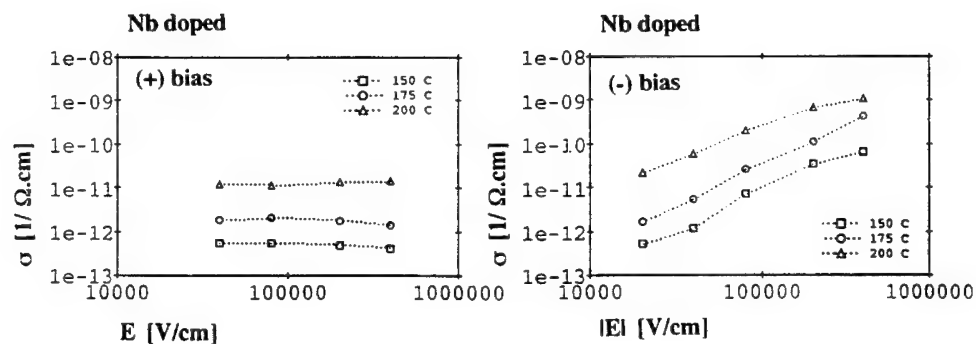 Nb doped
1e-08
(+) bias
150 C
175 C
200 C
1e-09
1e-10
1e-11
1e-12
1e-13
σ [1/ Ω.cm]
10000
100000
1000000
E [V/cm]
Nb doped
1e-08
(-) bias
1e-09
1e-10
1e-11
1e-12
1e-13
150 C
175 C
200 C
σ [1/ Ω.cm]
10000
100000
1000000
|E| [V/cm]